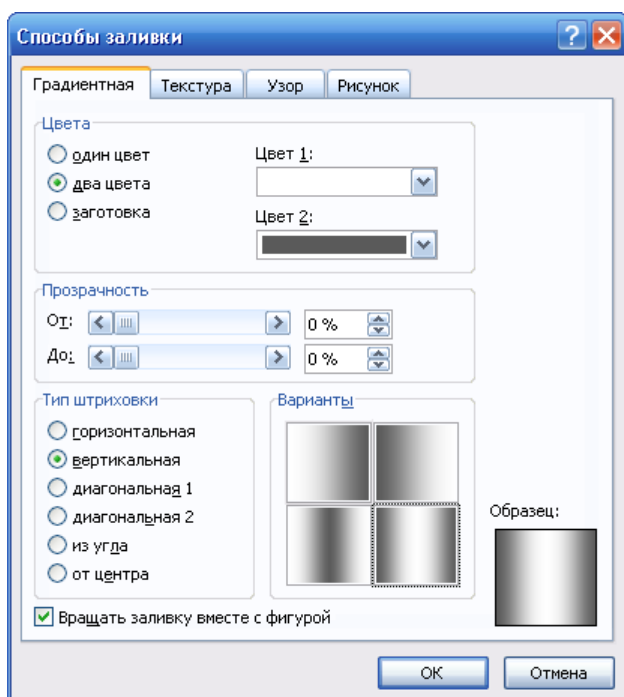 Способы заливки
Градиентная Текстура Узор Рисунок
Цвета
один цвет
два цвета
заготовка
Цвет 1:
Цвет 2:
Прозрачность
От: 0 %
До: 0 %
Тип штриховки
горизонтальная
вертикальная
диагональная 1
диагональная 2
из угла
от центра
Варианты
Образец:
Вращать заливку вместе с фигурой
ОК Отмена